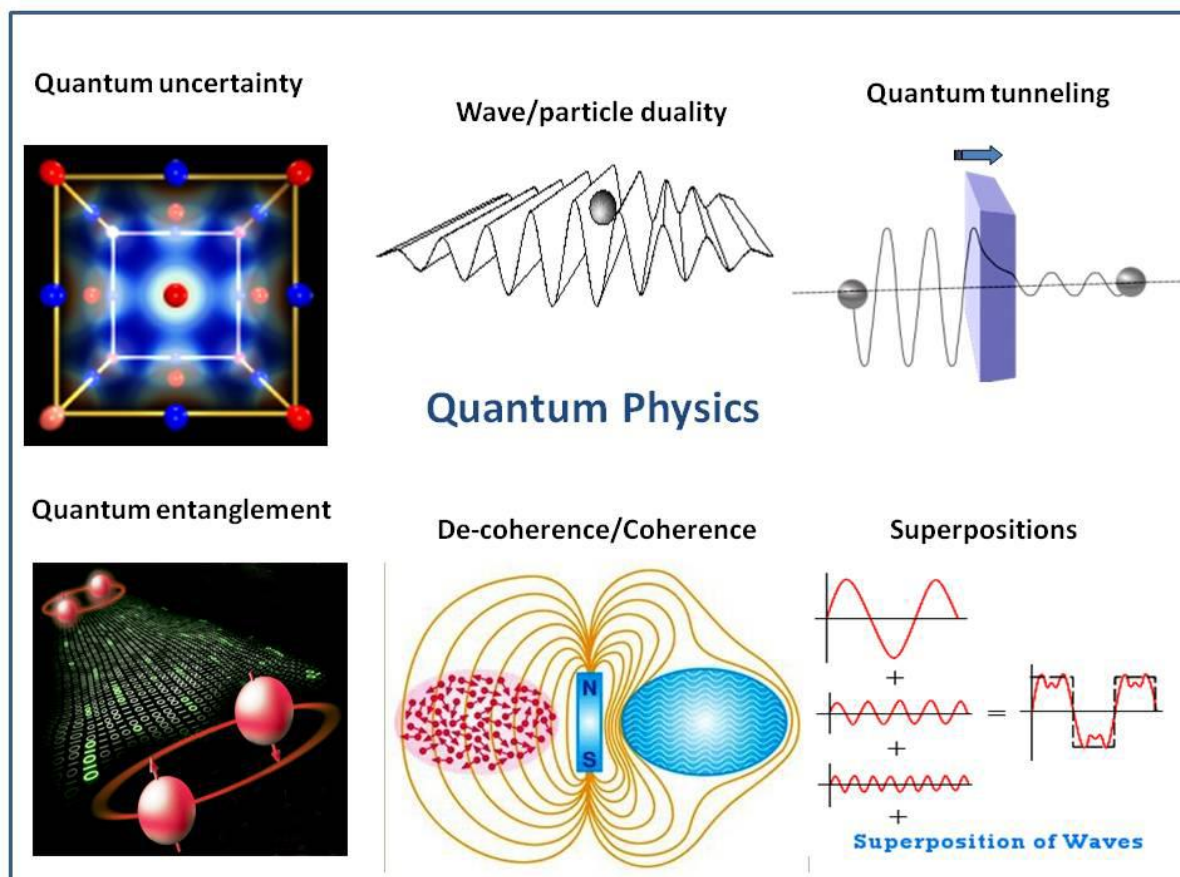 Quantum uncertainty
Wave/particle duality
Quantum tunneling
Quantum Physics
Quantum entanglement
De-coherence/Coherence
Superpositions
N
S
+
=
+
+
Superposition of Waves